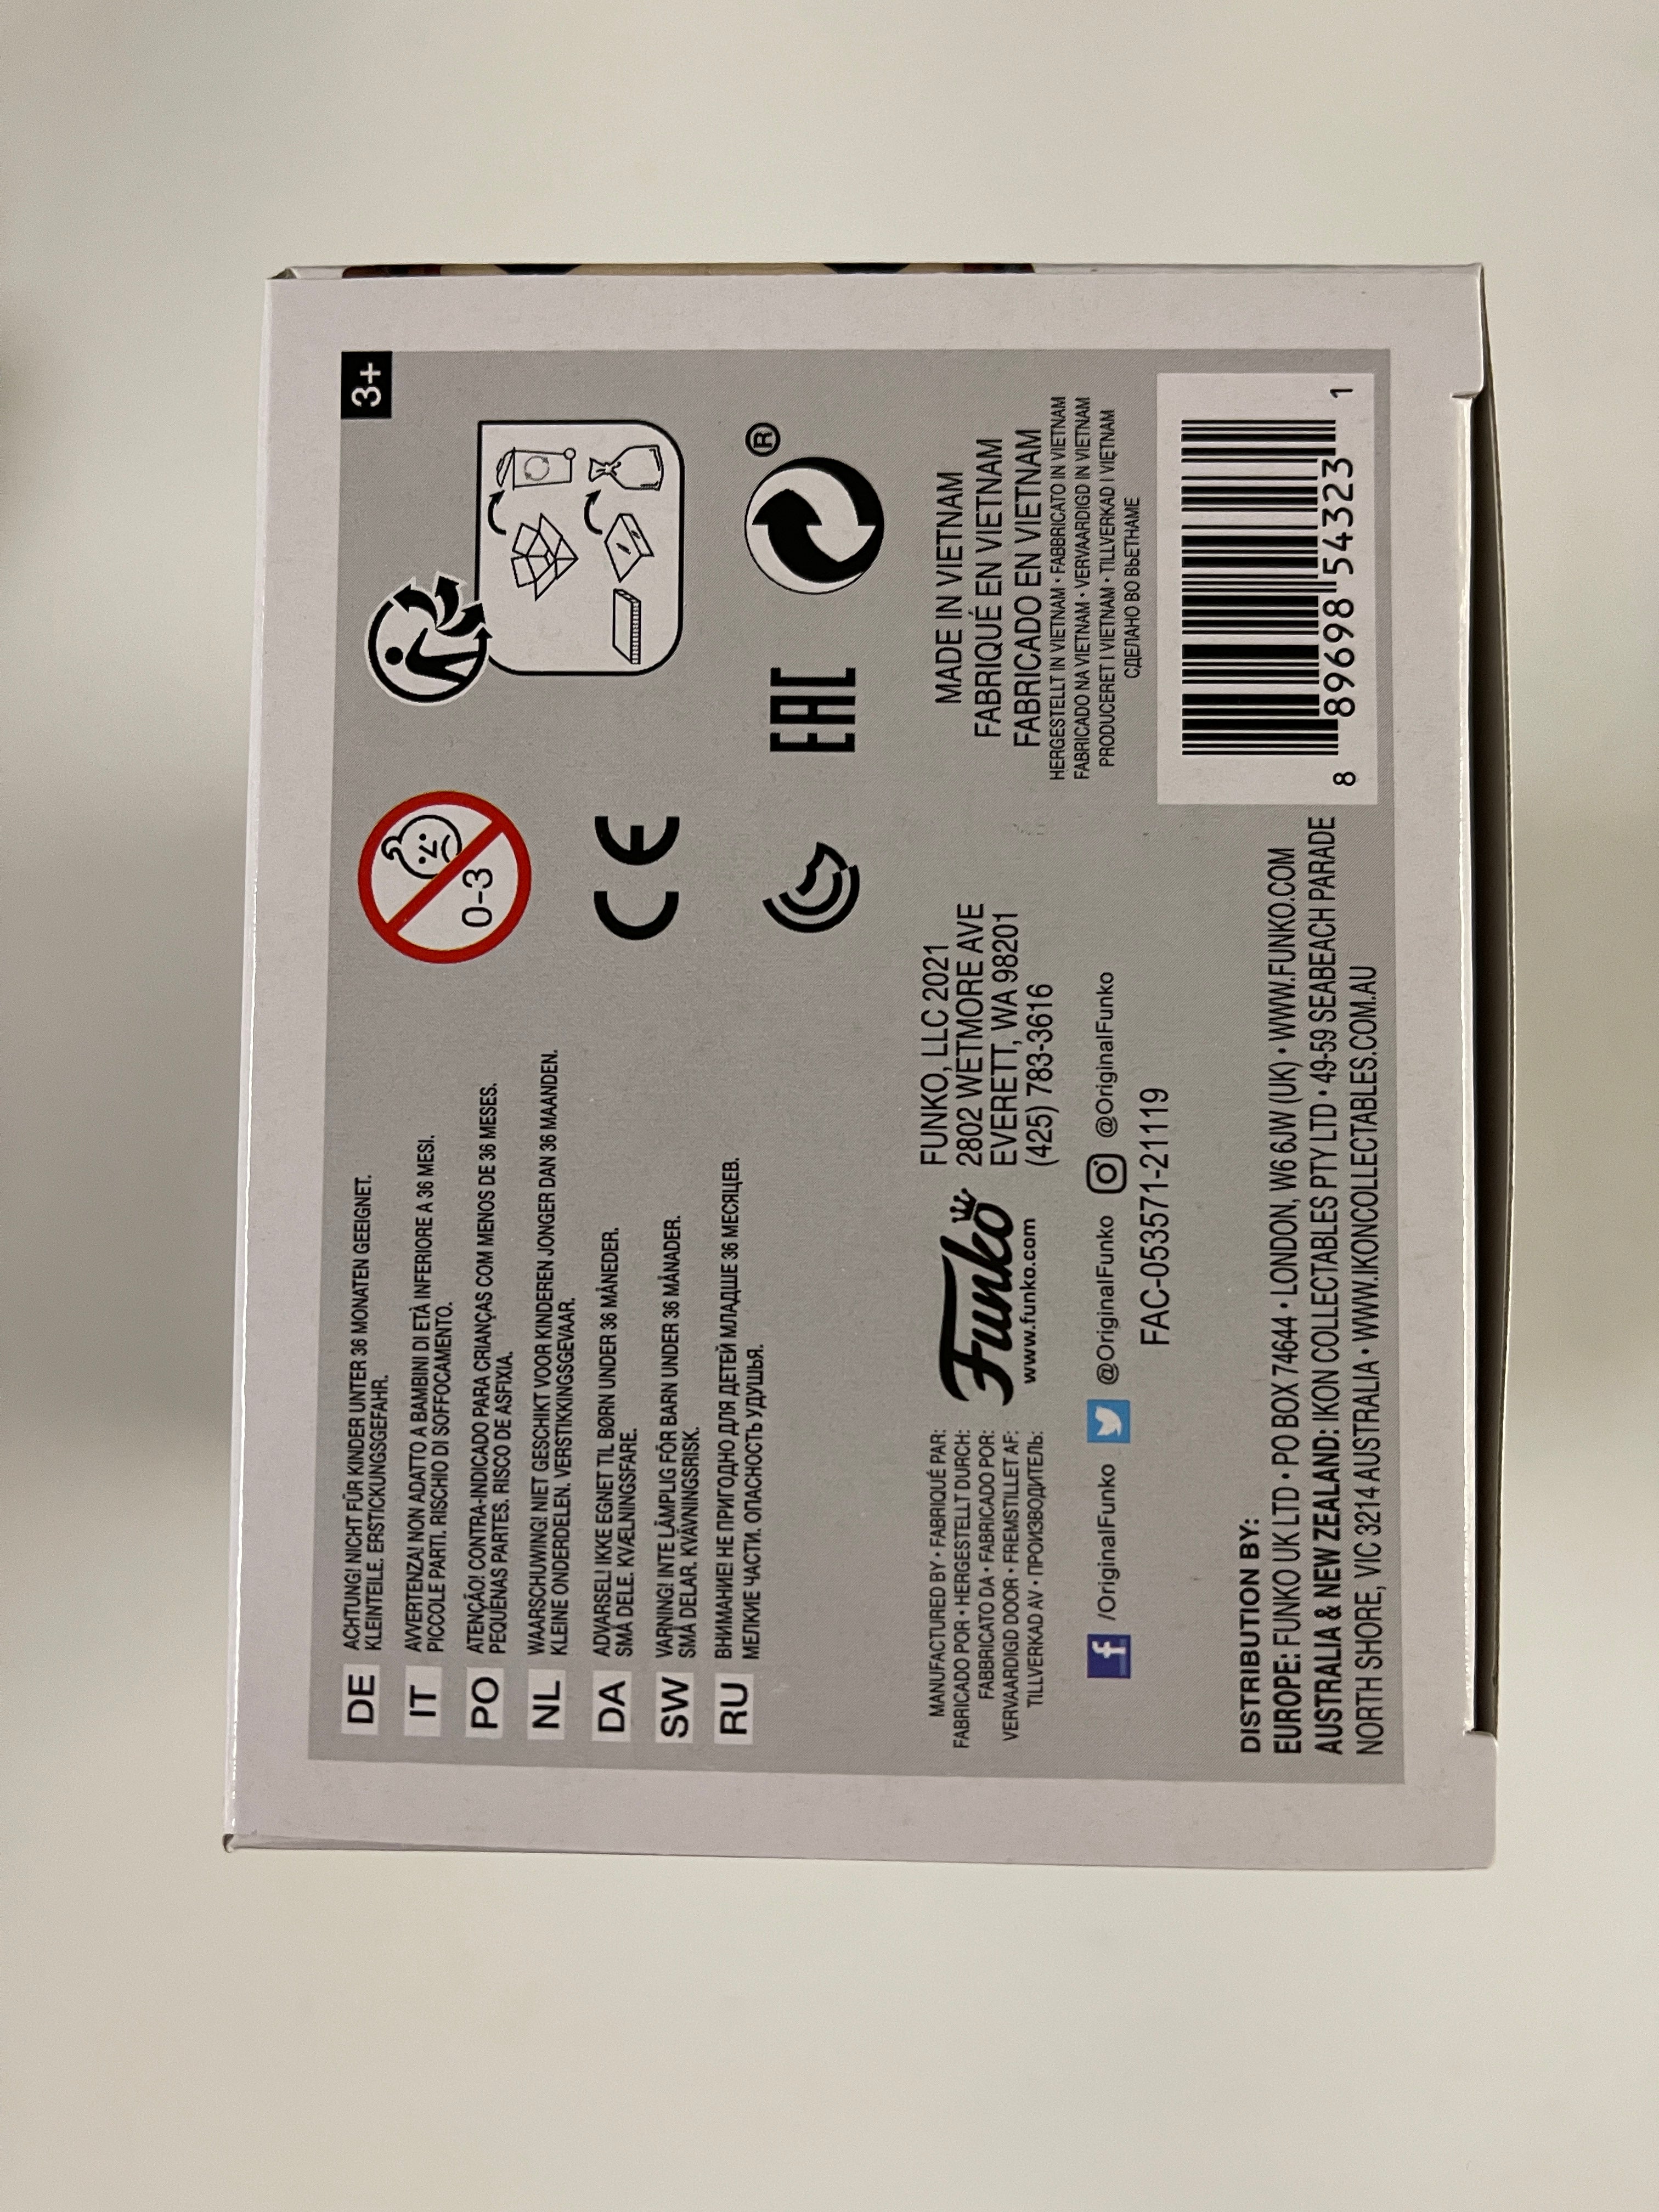 3+
DE
ACHTUNG! NICHT FÜR KINDER UNTER 36 MONATEN GEEIGNET.
KLEINTEILE. ERSTICKUNGSGEFAHR.
IT
AVVERTENZA! NON ADATTO A BAMBINI DI ETÀ INFERIORE A 36 MESI.
PICCOLE PARTI. RISCHIO DI SOFFOCAMENTO.
PO
ATENÇÃO! CONTRA-INDICADO PARA CRIANÇAS COM MENOS DE 36 MESES.
PEQUENAS PARTES. RISCO DE ASFIXIA.
NL
WAARSCHUWING! NIET GESCHIKT VOOR KINDEREN JONGER DAN 36 MAANDEN.
KLEINE ONDERDELEN. VERSTIKKINGSGEVAAR.
DA
ADVARSEL! IKKE EGNET TIL BØRN UNDER 36 MÅNEDER.
SMÅ DELE. KVÆLNINGSFARE.
SW
VARNING! INTE LÄMPLIG FÖR BARN UNDER 36 MÅNADER.
SMÅ DELAR. KVÄVNINGSRISK.
RU
ВНИМАНИЕ! НЕ ПРИГОДНО ДЛЯ ДЕТЕЙ МЛАДШЕ 36 МЕСЯЦЕВ.
МЕЛКИЕ ЧАСТИ. ОПАСНОСТЬ УДУШЬЯ.
0-3
CE
EAC
®
MANUFACTURED BY • FABRIQUÉ PAR:
FABRICADO POR • HERGESTELLT DURCH:
FABBRICATO DA • FABRICADO POR:
VERVAARDIGD DOOR • FREMSTILLET AF:
TILLVERKAD AV • ПРОИЗВОДИТЕЛЬ:
Funko
www.funko.com
FUNKO, LLC 2021
2802 WETMORE AVE
EVERETT, WA 98201
(425) 783-3616
f /OriginalFunko @OriginalFunko @OriginalFunko
FAC-053571-21119
MADE IN VIETNAM
FABRIQUÉ EN VIETNAM
FABRICADO EN VIETNAM
HERGESTELLT IN VIETNAM • FABBRICATO IN VIETNAM
FABRICADO NA VIETNAM • VERVAARDIGD IN VIETNAM
PRODUCERET I VIETNAM • TILLVERKAD I VIETNAM
СДЕЛАНО ВО ВЬЕТНАМЕ
DISTRIBUTION BY:
EUROPE: FUNKO UK LTD • PO BOX 74644 • LONDON, W6 6JW (UK) • WWW.FUNKO.COM
AUSTRALIA & NEW ZEALAND: IKON COLLECTABLES PTY LTD • 49-59 SEABEACH PARADE
NORTH SHORE, VIC 3214 AUSTRALIA • WWW.IKONCOLLECTABLES.COM.AU
8 89698 54323 1